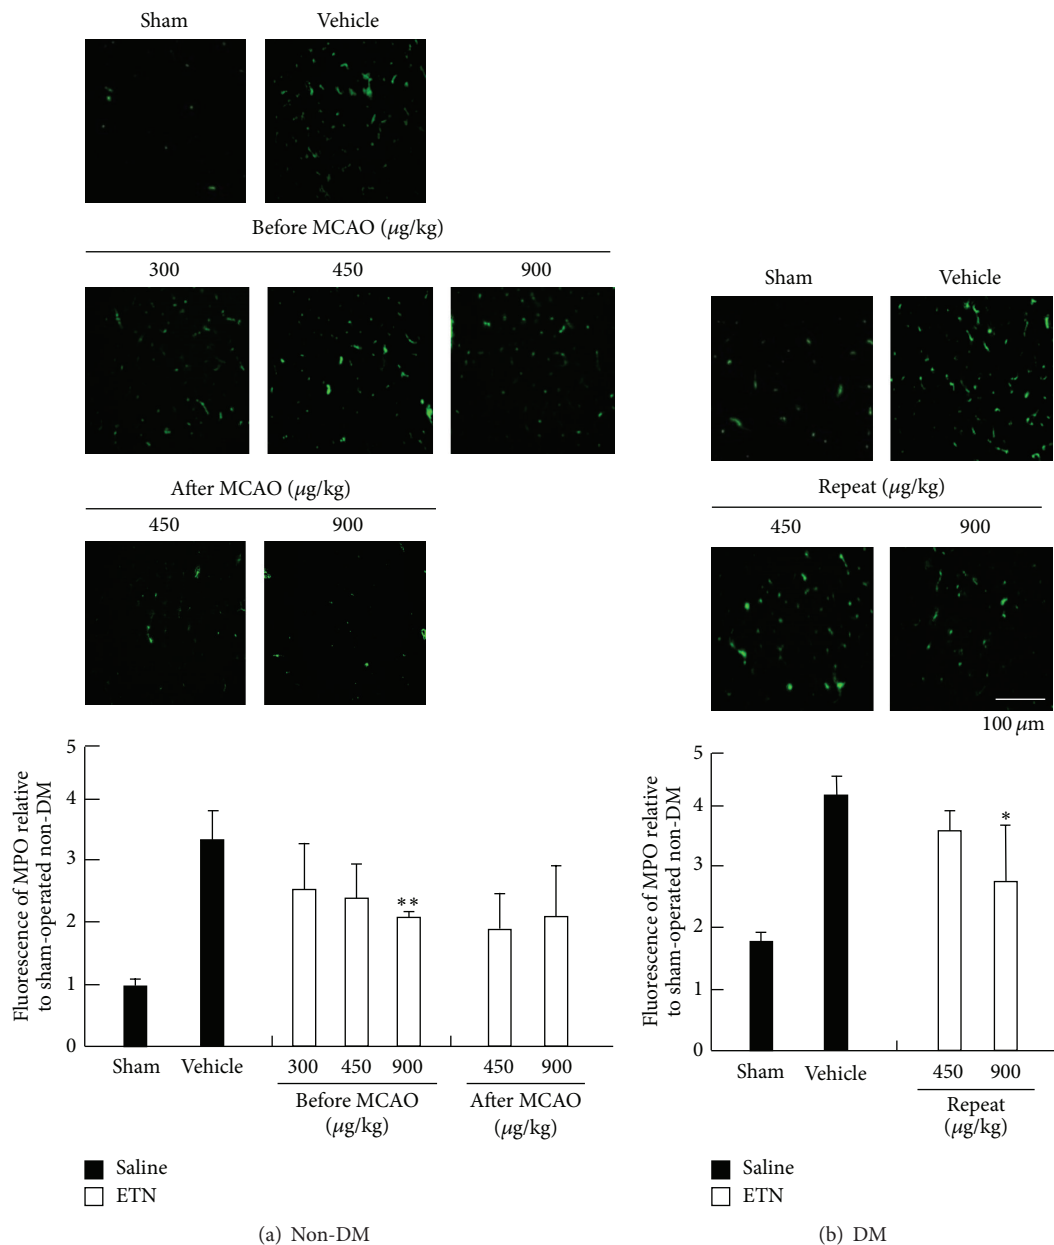 Sham Vehicle
Before MCAO (μg/kg)
300 450 900
After MCAO (μg/kg)
450 900
Fluorescence of MPO relative
to sham-operated non-DM
5
4
3
2
1
0
**
Sham Vehicle 300 450 900 450 900
Before MCAO After MCAO
(μg/kg) (μg/kg)
Saline
ETN
(a) Non-DM
Sham Vehicle
Repeat (μg/kg)
450 900
100 μm
Fluorescence of MPO relative
to sham-operated non-DM
5
4
3
2
1
0
*
Sham Vehicle 450 900
Repeat
(μg/kg)
Saline
ETN
(b) DM